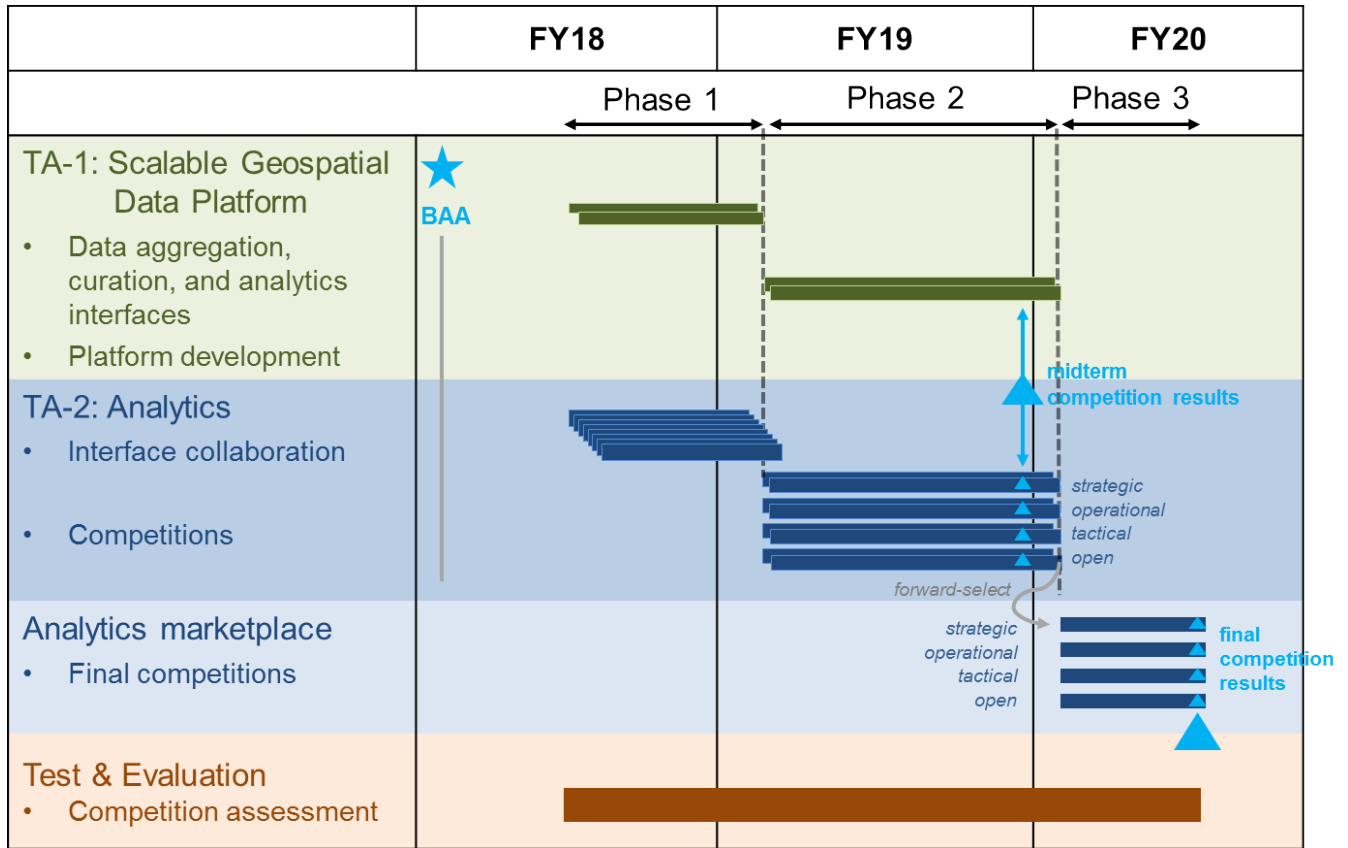 FY18
FY19
FY20
Phase 1
Phase 2
Phase 3
TA-1: Scalable Geospatial
Data Platform
• Data aggregation,
curation, and analytics
interfaces
• Platform development
BAA
midterm
competition results
TA-2: Analytics
• Interface collaboration
• Competitions
strategic
operational
tactical
open
forward-select
Analytics marketplace
• Final competitions
strategic
operational
tactical
open
final
competition
results
Test & Evaluation
• Competition assessment